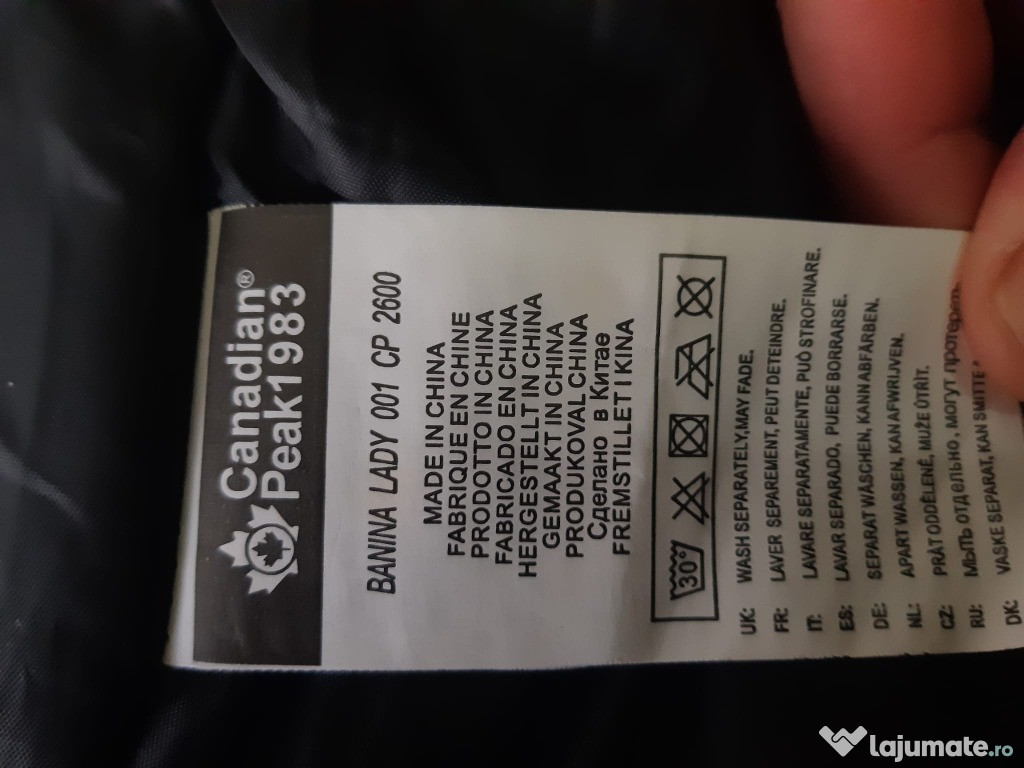 Canadian®
Peak1983
BANINA LADY 001 CP 2600
MADE IN CHINA
FABRIQUE EN CHINE
PRODOTTO IN CHINA
FABRICADO EN CHINA
HERGESTELLT IN CHINA
GEMAAKT IN CHINA
PRODUKOVAL CHINA
Сделано в Китае
FREMSTILLET I KINA
30°
UK: WASH SEPARATELY,MAY FADE.
FR: LAVER SEPAREMENT, PEUT DETEINDRE.
IT: LAVARE SEPARATAMENTE, PUÒ STROFINARE.
ES: LAVAR SEPARADO, PUEDE BORRARSE.
DE: SEPARAT WÄSCHEN, KANN ABFÄRBEN.
NL: APART WASSEN, KAN AFWRIJVEN.
CZ: PRÁT ODDĚLENĚ, MUŽE ÚTŘÍT.
RU: Мыть отдельно, могут
DK: VASKE SEPARAT, KAN SMITTE
lajumate.ro